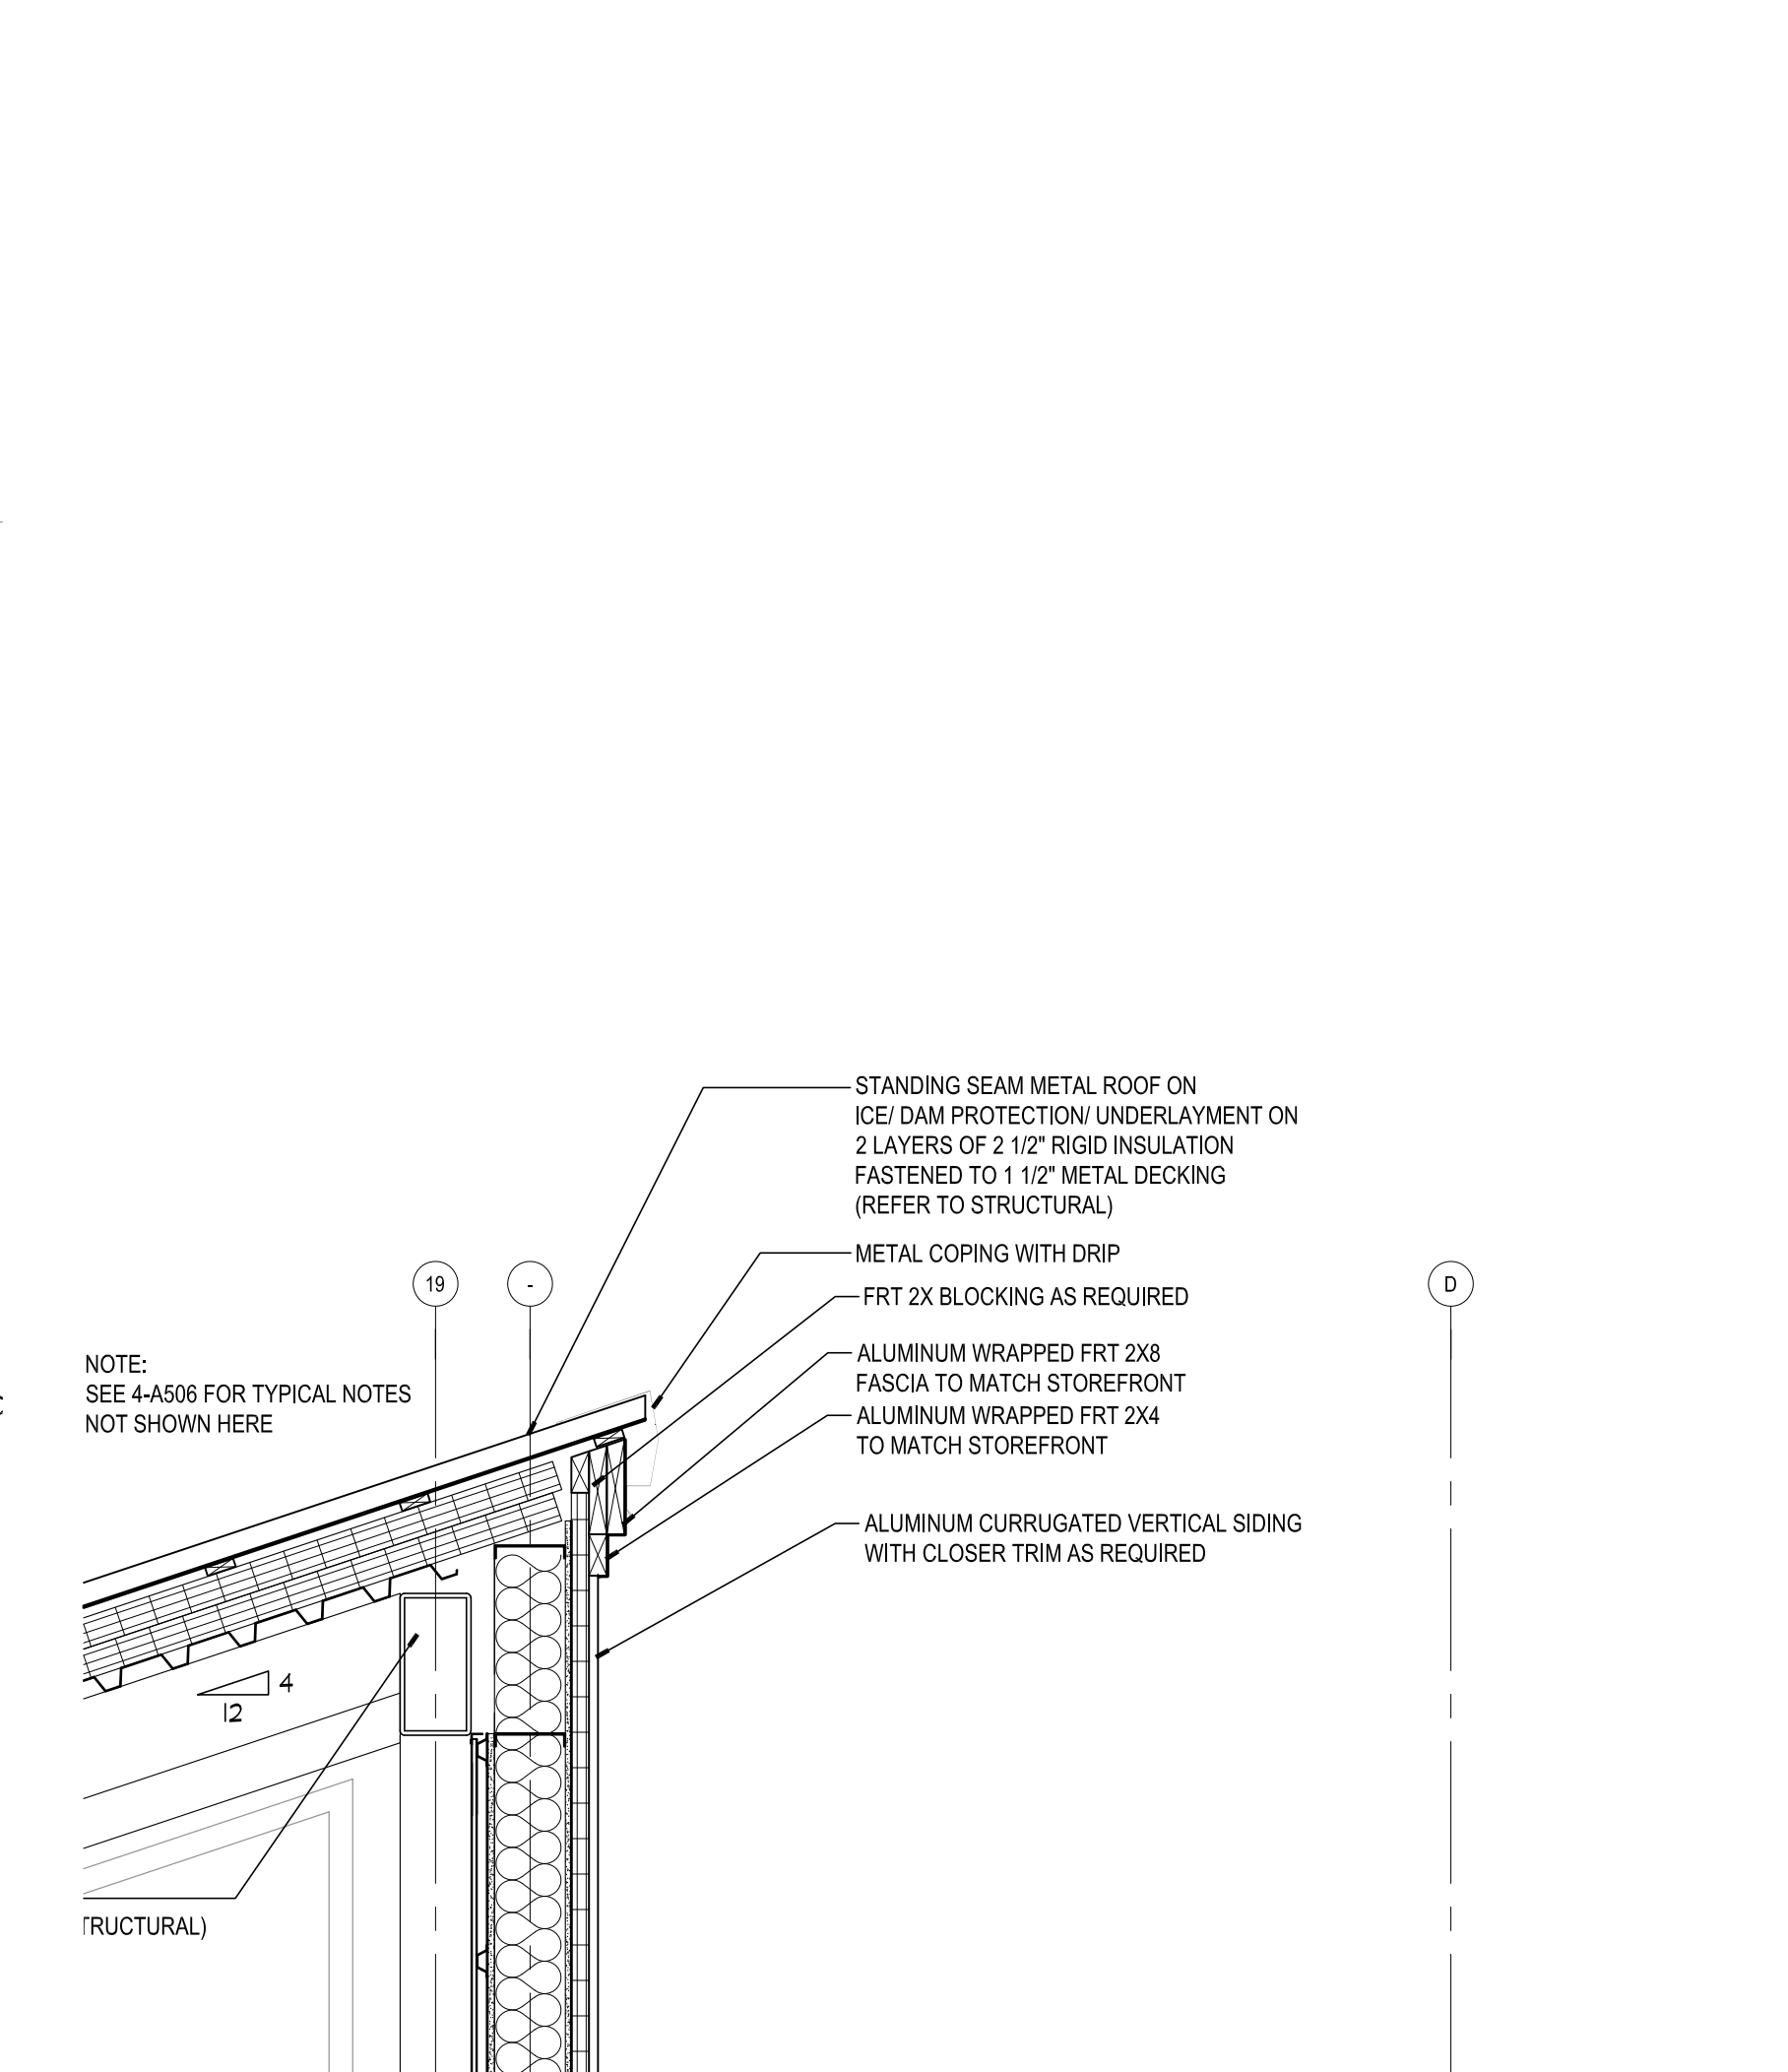 STANDING SEAM METAL ROOF ON
ICE/ DAM PROTECTION/ UNDERLAYMENT ON
2 LAYERS OF 2 1/2" RIGID INSULATION
FASTENED TO 1 1/2" METAL DECKING
(REFER TO STRUCTURAL)
METAL COPING WITH DRIP
19
-
D
FRT 2X BLOCKING AS REQUIRED
ALUMINUM WRAPPED FRT 2X8
FASCIA TO MATCH STOREFRONT
NOTE:
SEE 4-A506 FOR TYPICAL NOTES
NOT SHOWN HERE
ALUMINUM WRAPPED FRT 2X4
TO MATCH STOREFRONT
ALUMINUM CURRUGATED VERTICAL SIDING
WITH CLOSER TRIM AS REQUIRED
4
12
TRUCTURAL)